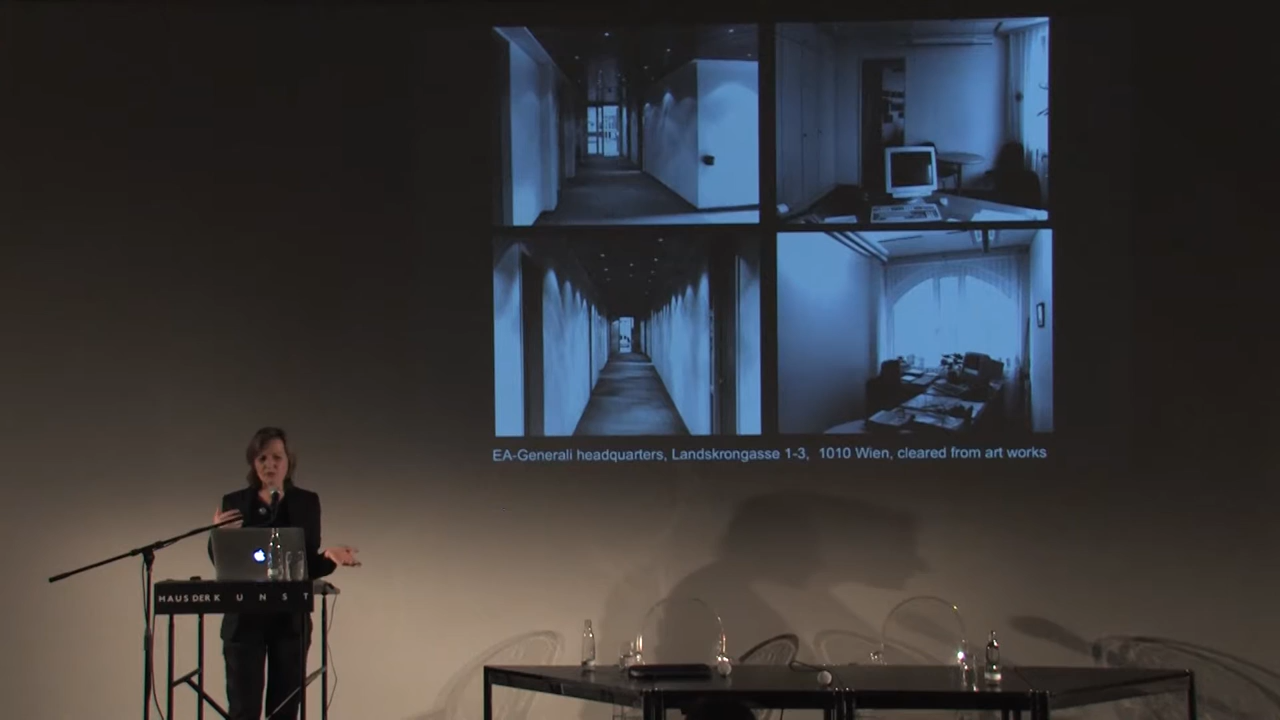 EA-Generali headquarters, Landskrongasse 1-3, 1010 Wien, cleared from art works
HAUS DER K U N S T